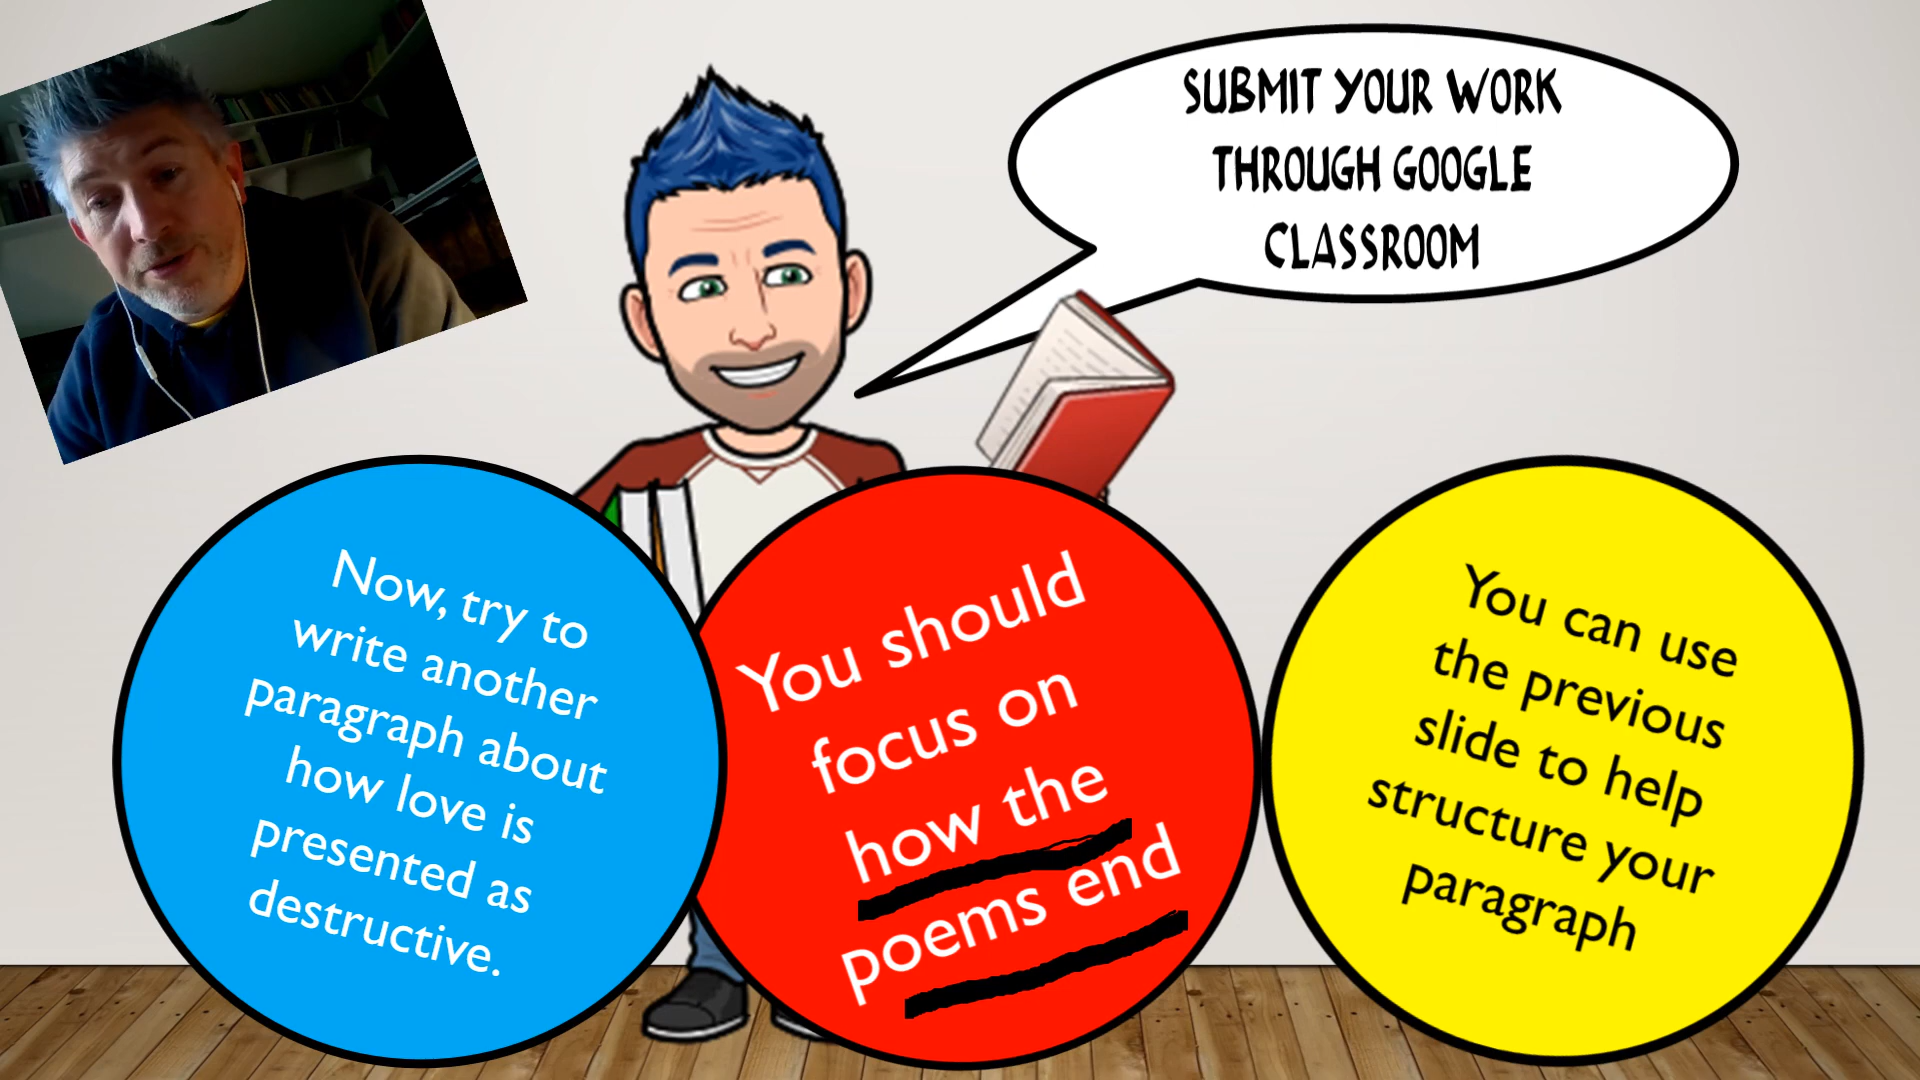 SUBMIT YOUR WORK
THROUGH GOOGLE
CLASSROOM
Now, try to
write another
paragraph about
how love is
presented as
destructive.
You should
focus on
how the
poems end
You can use
the previous
slide to help
structure your
paragraph